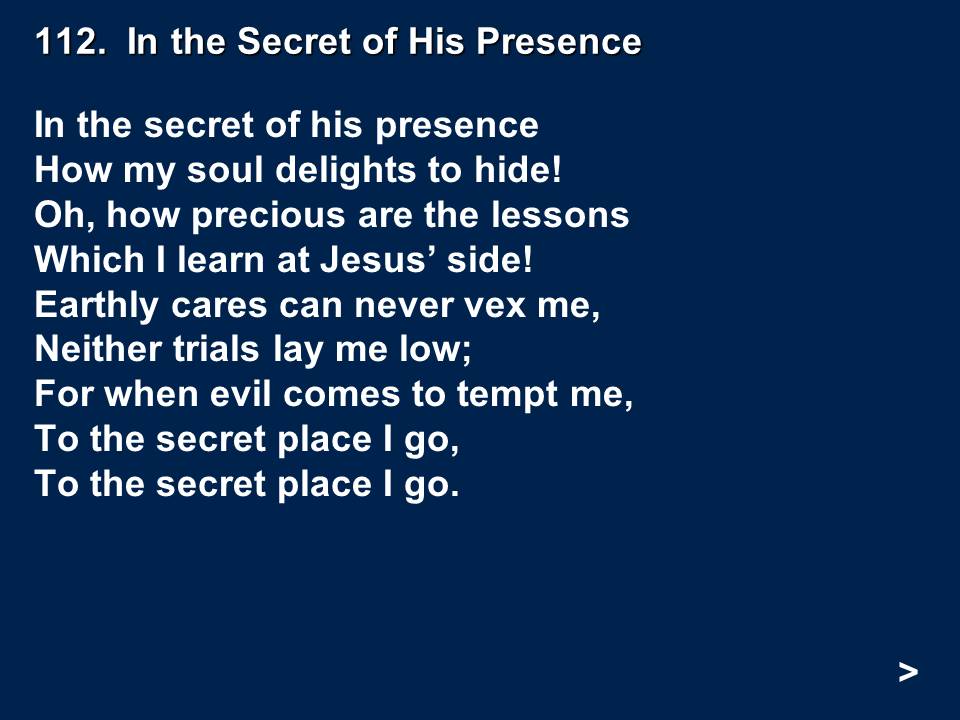 112.  In the Secret of His Presence
In the secret of his presence
How my soul delights to hide!
Oh, how precious are the lessons
Which I learn at Jesus’ side!
Earthly cares can never vex me,
Neither trials lay me low;
For when evil comes to tempt me,
To the secret place I go,
To the secret place I go.
>